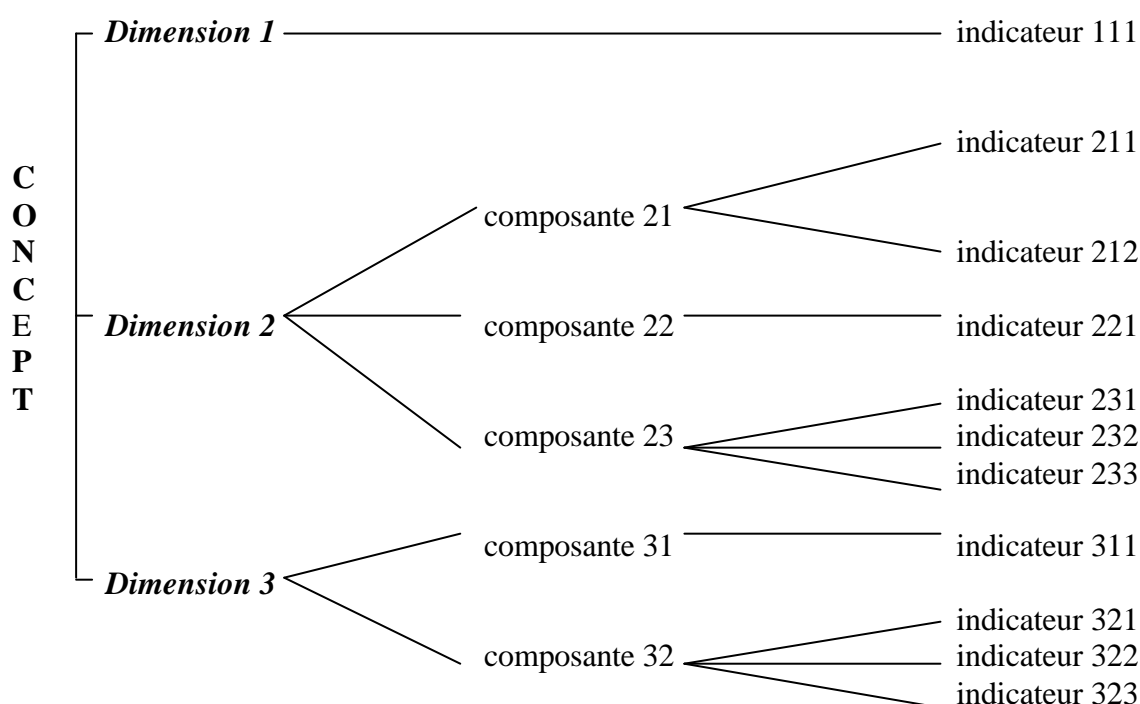 CONCEPT
Dimension 1
indicateur 111
Dimension 2
composante 21
indicateur 211
indicateur 212
composante 22
indicateur 221
composante 23
indicateur 231
indicateur 232
indicateur 233
Dimension 3
composante 31
indicateur 311
composante 32
indicateur 321
indicateur 322
indicateur 323